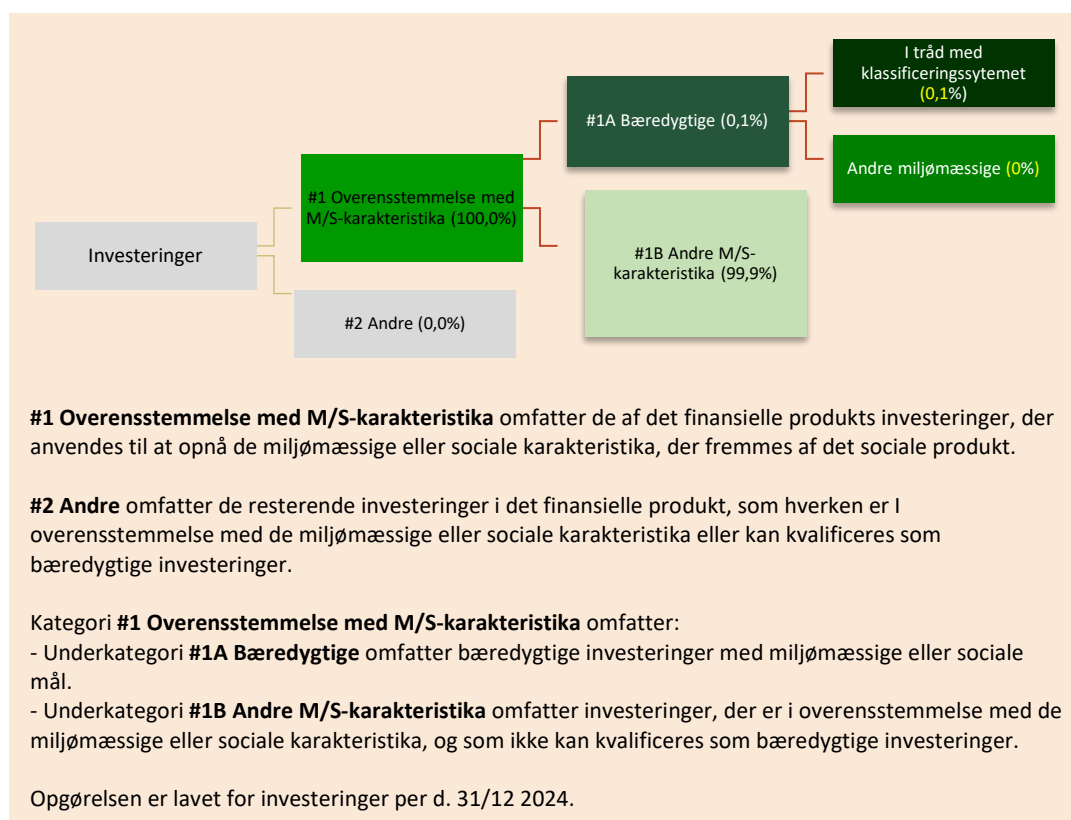 Investeringer
#1 Overensstemmelse med
M/S-karakteristika (100,0%)
#2 Andre (0,0%)
#1A Bæredygtige (0,1%)
#1B Andre M/S-
karakteristika (99,9%)
I tråd med
klassificeringssytemet
(0,1%)
Andre miljømæssige (0%)
#1 Overensstemmelse med M/S-karakteristika omfatter de af det finansielle produkts investeringer, der
anvendes til at opnå de miljømæssige eller sociale karakteristika, der fremmes af det sociale produkt.
#2 Andre omfatter de resterende investeringer i det finansielle produkt, som hverken er I
overensstemmelse med de miljømæssige eller sociale karakteristika eller kan kvalificeres som
bæredygtige investeringer.
Kategori #1 Overensstemmelse med M/S-karakteristika omfatter:
- Underkategori #1A Bæredygtige omfatter bæredygtige investeringer med miljømæssige eller sociale
mål.
- Underkategori #1B Andre M/S-karakteristika omfatter investeringer, der er i overensstemmelse med de
miljømæssige eller sociale karakteristika, og som ikke kan kvalificeres som bæredygtige investeringer.
Opgørelsen er lavet for investeringer per d. 31/12 2024.